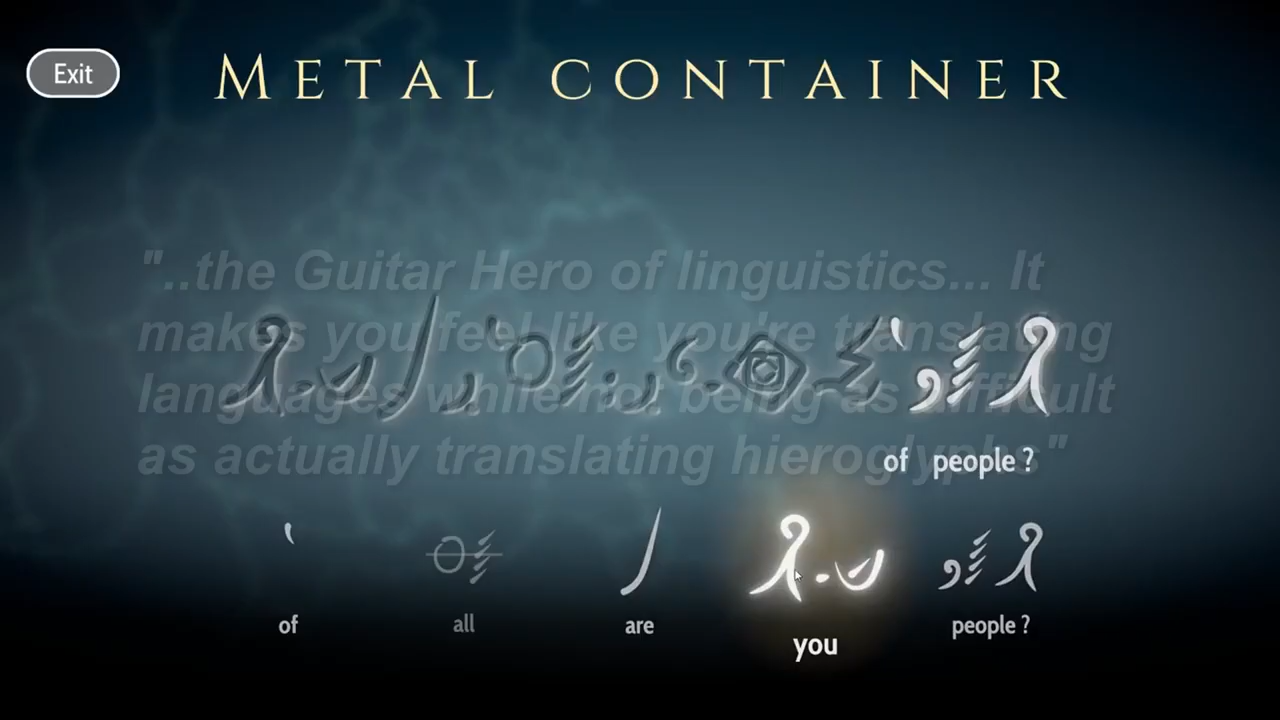 Exit
METAL CONTAINER
"..the Guitar Hero of linguistics... It
makes you feel like you're translating
languages while not being as difficult
as actually translating hieroglyphs"
of people ?
of all are you people ?